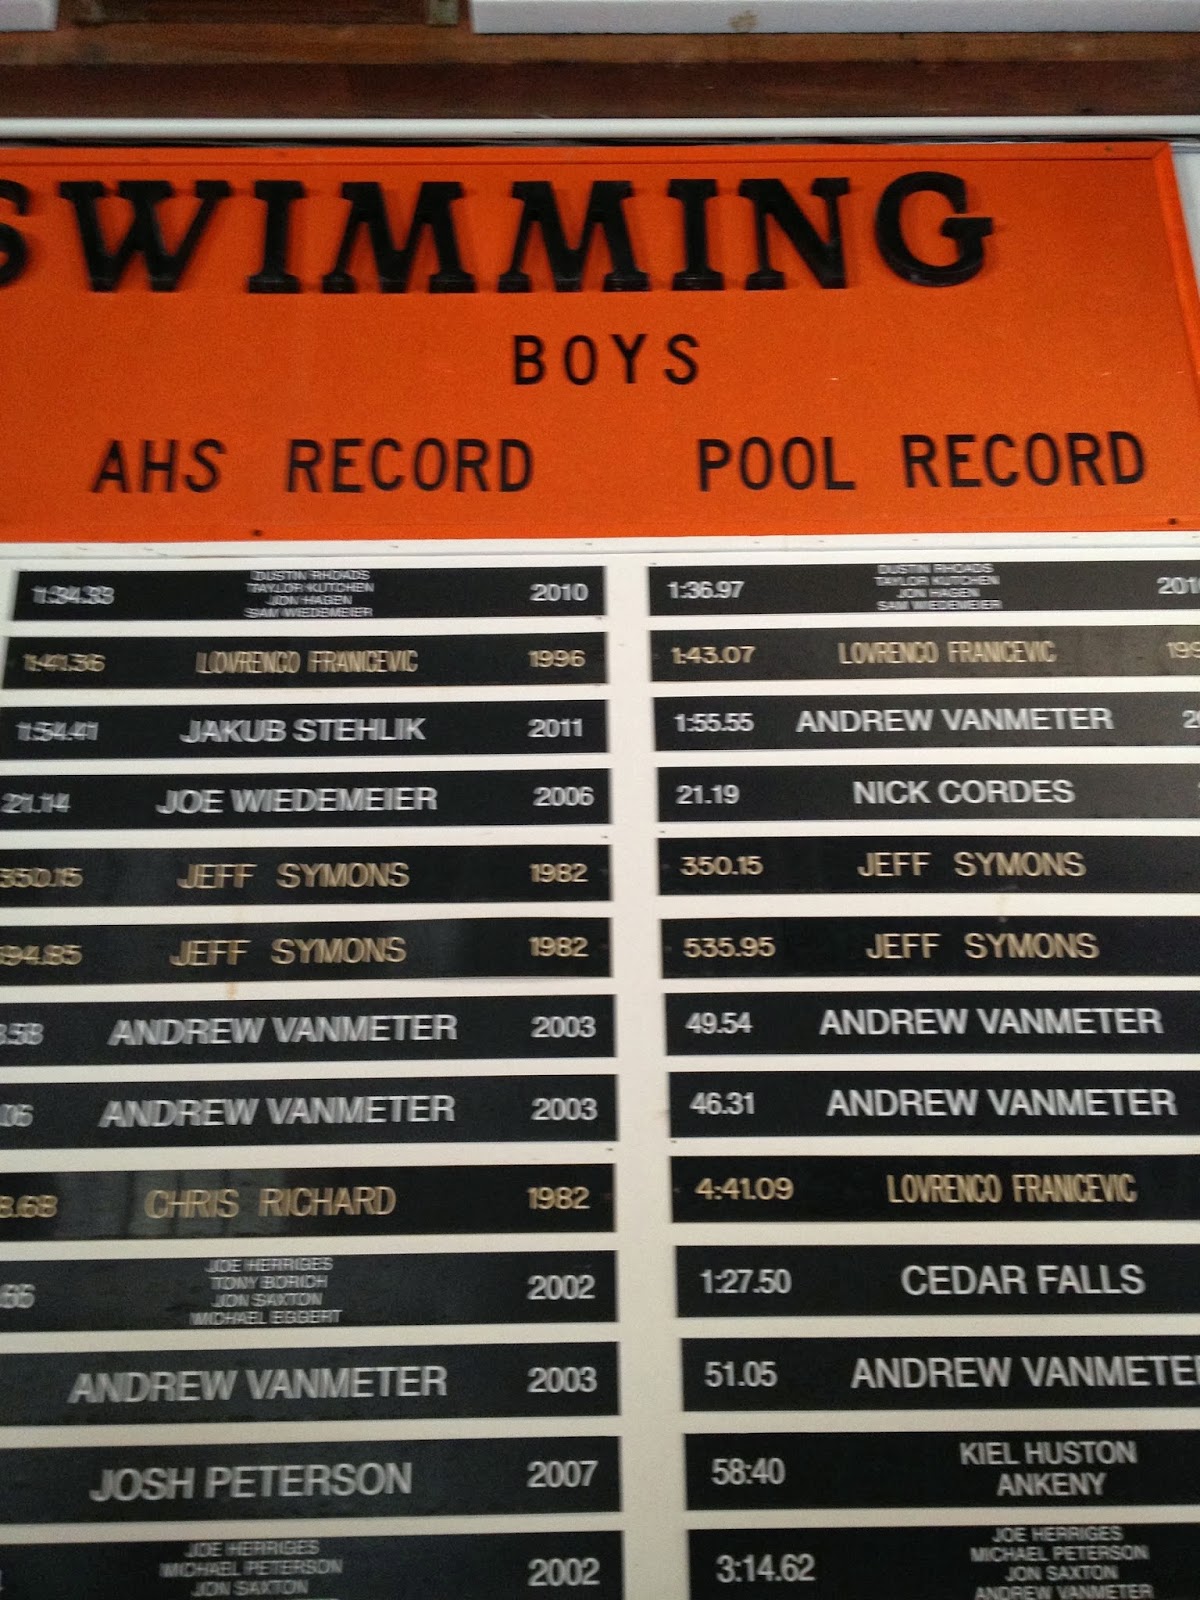 SWIMMING
BOYS
AHS RECORD POOL RECORD
1:34.33 DUSTIN RHOADS 2010 1:36.97 DUSTIN RHOADS
TAYLOR KUTCHEN TAYLOR KUTCHEN
JON HAGEN JON HAGEN
SAM WIEDEMEIER SAM WIEDEMEIER
1:41.36 LOVRENCO FRANICEVIC 1996 1:43.07 LOVRENCO FRANICEVIC
1:54.41 JAKUB STEHLIK 2011 1:55.55 ANDREW VANMETER
21.14 JOE WIEDEMEIER 2006 21.19 NICK CORDES
350.15 JEFF SYMONS 1982 350.15 JEFF SYMONS
JEFF SYMONS 1982 535.95 JEFF SYMONS
ANDREW VANMETER 2003 49.54 ANDREW VANMETER
ANDREW VANMETER 2003 46.31 ANDREW VANMETER
CHRIS RICHARD 1982 4:41.09 LOVRENCO FRANICEVIC
JOE HERRIGES 2002 1:27.50 CEDAR FALLS
TONY BORICH
JON SAXTON
MICHAEL EGGERT
ANDREW VANMETER 2003 51.05 ANDREW VANMETE
JOSH PETERSON 2007 58:40 KIEL HUSTON
ANKENY
JOE HERRIGES 2002 3:14.62 JOE HERRIGES
MICHAEL PETERSON MICHAEL PETERSON
JON SAXTON JON SAXTON
ANDREW VANMETER